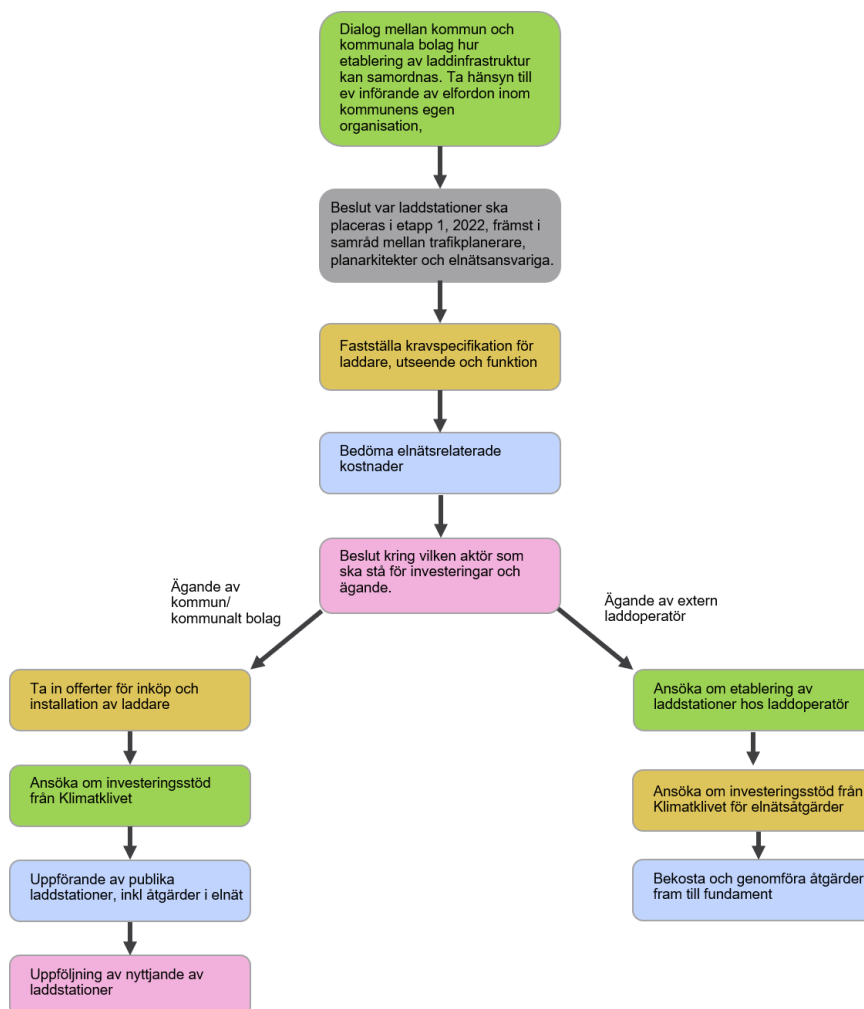 Dialog mellan kommun och
kommunala bolag hur
etablering av laddinfrastruktur
kan samordnas. Ta hänsyn till
ev införande av elfordon inom
kommunens egen
organisation,
Beslut var laddstationer ska
placeras i etapp 1, 2022, främst i
samråd mellan trafikplanerare,
planarkitekter och elnätsansvariga.
Fastställa kravspecifikation för
laddare, utseende och funktion
Bedöma elnätsrelaterade
kostnader
Beslut kring vilken aktör som
ska stå för investeringar och
ägande.
Ägande av
kommun/
kommunalt bolag
Ägande av extern
laddoperatör
Ta in offerter för inköp och
installation av laddare
Ansöka om investeringsstöd
från Klimatklivet
Uppförande av publika
laddstationer, inkl åtgärder i elnät
Uppföljning av nyttjande av
laddstationer
Ansöka om etablering av
laddstationer hos laddoperatör
Ansöka om investeringsstöd från
Klimatklivet för elnätsåtgärder
Bekosta och genomföra åtgärder
fram till fundament